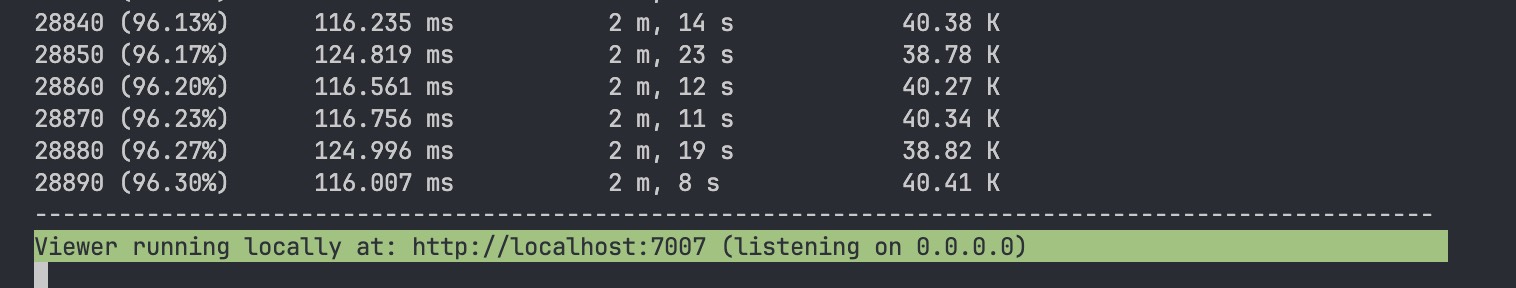 28840 (96.13%) 116.235 ms 2 m, 14 s 40.38 K
28850 (96.17%) 124.819 ms 2 m, 23 s 38.78 K
28860 (96.20%) 116.561 ms 2 m, 12 s 40.27 K
28870 (96.23%) 116.756 ms 2 m, 11 s 40.34 K
28880 (96.27%) 124.996 ms 2 m, 19 s 38.82 K
28890 (96.30%) 116.007 ms 2 m, 8 s 40.41 K
----------------------------------------------------------------------------------------------------
Viewer running locally at: http://localhost:7007 (listening on 0.0.0.0)